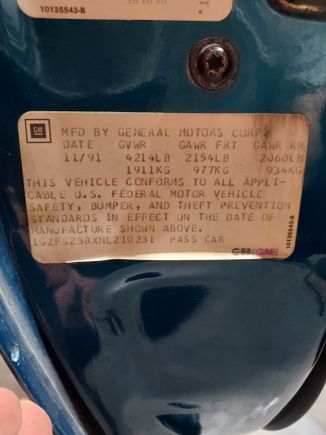 10135543-B
GM
MFD BY GENERAL MOTORS CORP
DATE GVWR GAWR FRT GAWR RR
11/91 4214LB 2154LB 2060LB
1911KG 977KG 934KG
THIS VEHICLE CONFORMS TO ALL APPLI-
CABLE U.S. FEDERAL MOTOR VEHICLE
SAFETY, BUMPER, AND THEFT PREVENTION
STANDARDS IN EFFECT ON THE DATE OF
MANUFACTURE SHOWN ABOVE.
1G2FS23BXNL210231 PASS CAR
10135543-A